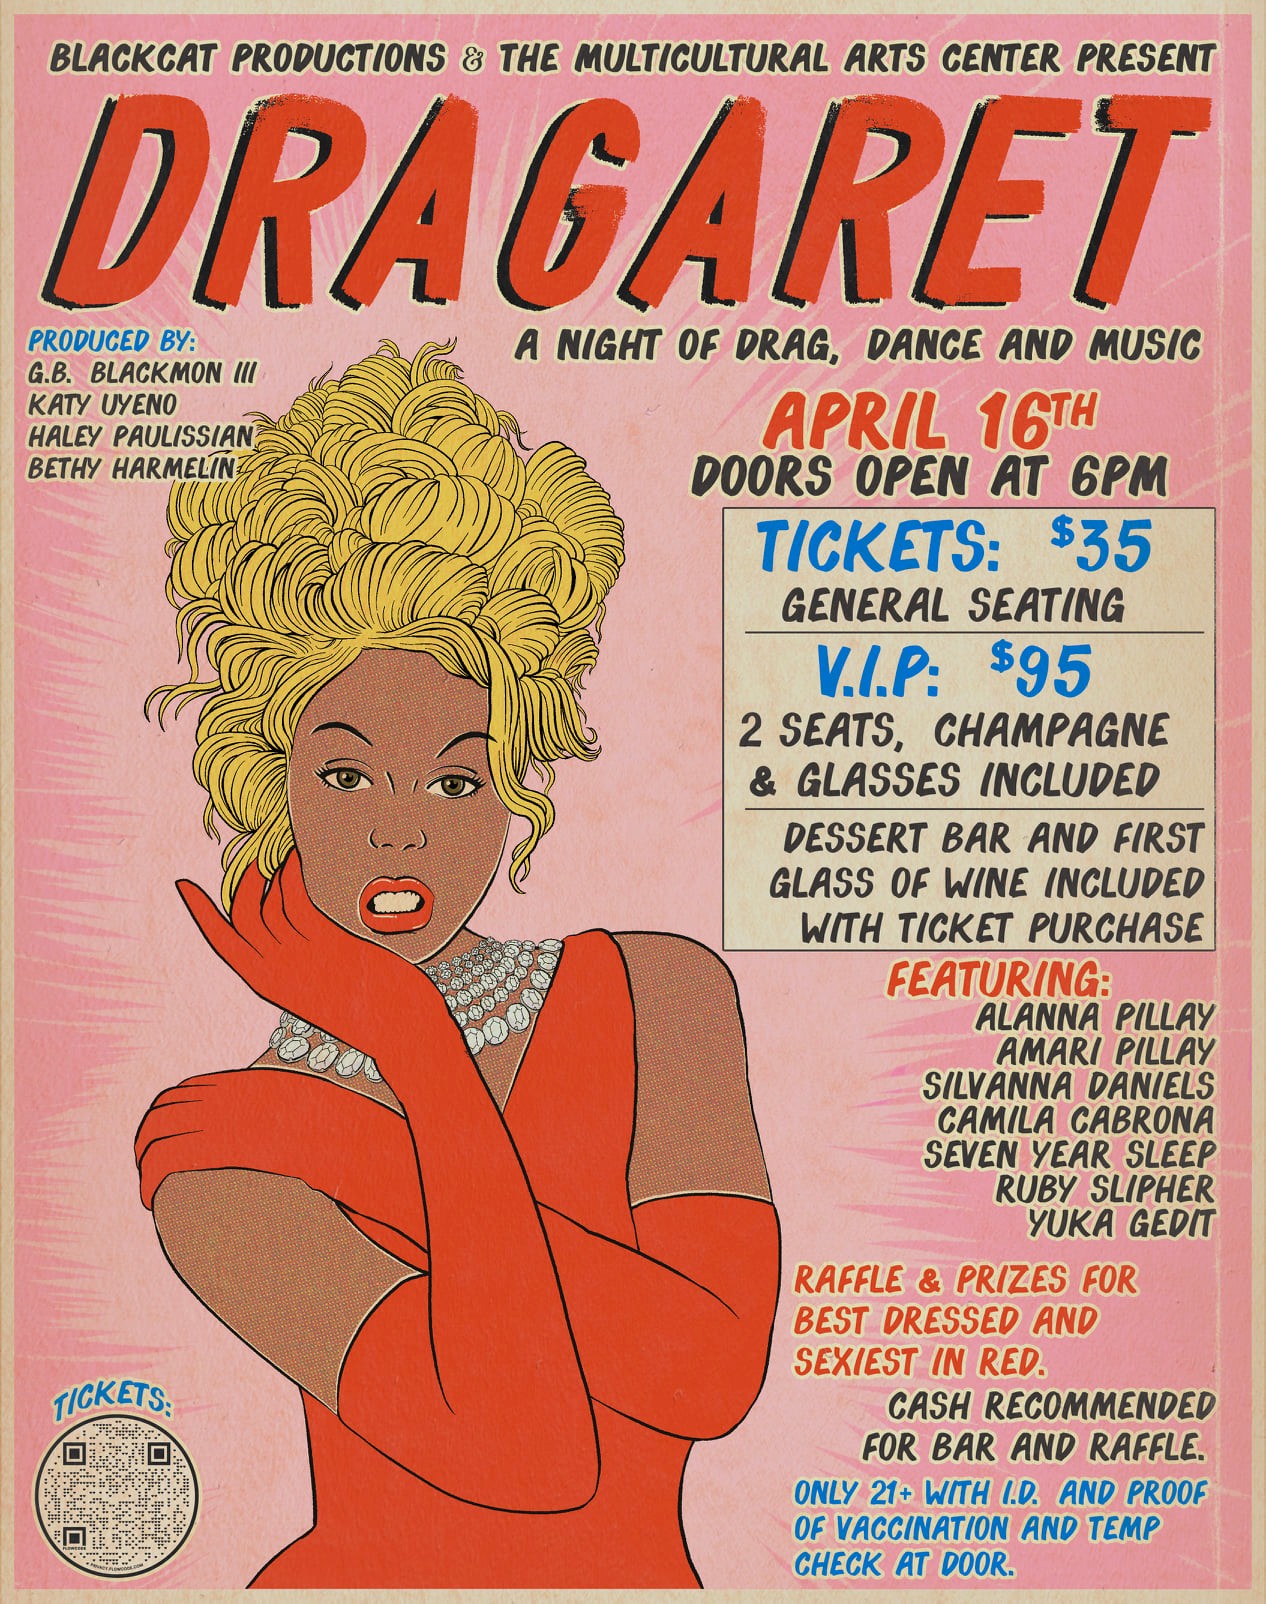 BLACKCAT PRODUCTIONS & THE MULTICULTURAL ARTS CENTER PRESENT
DRAGARET
A NIGHT OF DRAG, DANCE AND MUSIC
PRODUCED BY:
G.B. BLACKMON III
KATY UYENO
HALEY PAULISSIAN
BETHY HARMELIN
APRIL 16TH
DOORS OPEN AT 6PM
TICKETS: $35
GENERAL SEATING
V.I.P: $95
2 SEATS, CHAMPAGNE
& GLASSES INCLUDED
DESSERT BAR AND FIRST
GLASS OF WINE INCLUDED
WITH TICKET PURCHASE
FEATURING:
ALANNA PILLAY
AMARI PILLAY
SILVANNA DANIELS
CAMILA CABRONA
SEVEN YEAR SLEEP
RUBY SLIPHER
YUKA GEDIT
RAFFLE & PRIZES FOR
BEST DRESSED AND
SEXIEST IN RED.
CASH RECOMMENDED
FOR BAR AND RAFFLE.
ONLY 21+ WITH I.D. AND PROOF
OF VACCINATION AND TEMP
CHECK AT DOOR.
TICKETS:
FLOWCODE
PRIVACY.FLOWCODE.COM